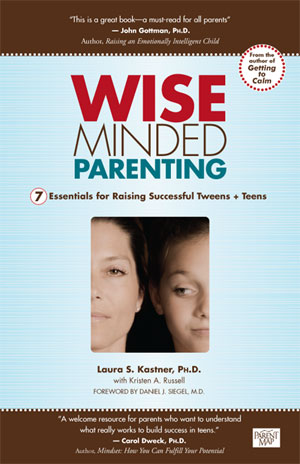 "This is a great book—a must-read for all parents"
— John Gottman, PH.D.
Author, Raising an Emotionally Intelligent Child
From the
author of
Getting
to
Calm
WISE
MINDED
PARENTING
7 Essentials for Raising Successful Tweens + Teens
Laura S. Kastner, PH.D.
with Kristen A. Russell
FOREWORD BY DANIEL J. SIEGEL, M.D.
"A welcome resource for parents who want to understand
what really works to build success in teens."
— Carol Dweck, PH.D.
Author, Mindset: How You Can Fulfill Your Potential
PARENT
MAP